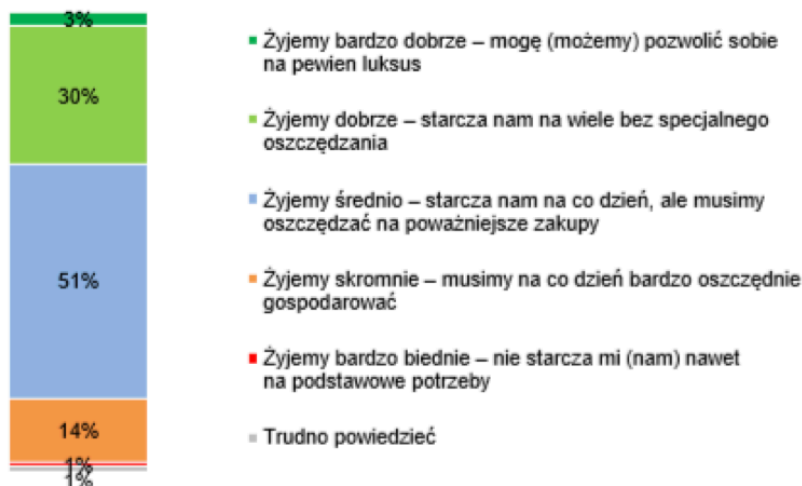 3%
30%
51%
14%
1%
1%
Żyjemy bardzo dobrze – mogę (możemy) pozwolić sobie
na pewien luksus
Żyjemy dobrze – starcza nam na wiele bez specjalnego
oszczędzania
Żyjemy średnio – starcza nam na co dzień, ale musimy
oszczędzać na poważniejsze zakupy
Żyjemy skromnie – musimy na co dzień bardzo oszczędnie
gospodarować
Żyjemy bardzo biednie – nie starcza mi (nam) nawet
na podstawowe potrzeby
Trudno powiedzieć